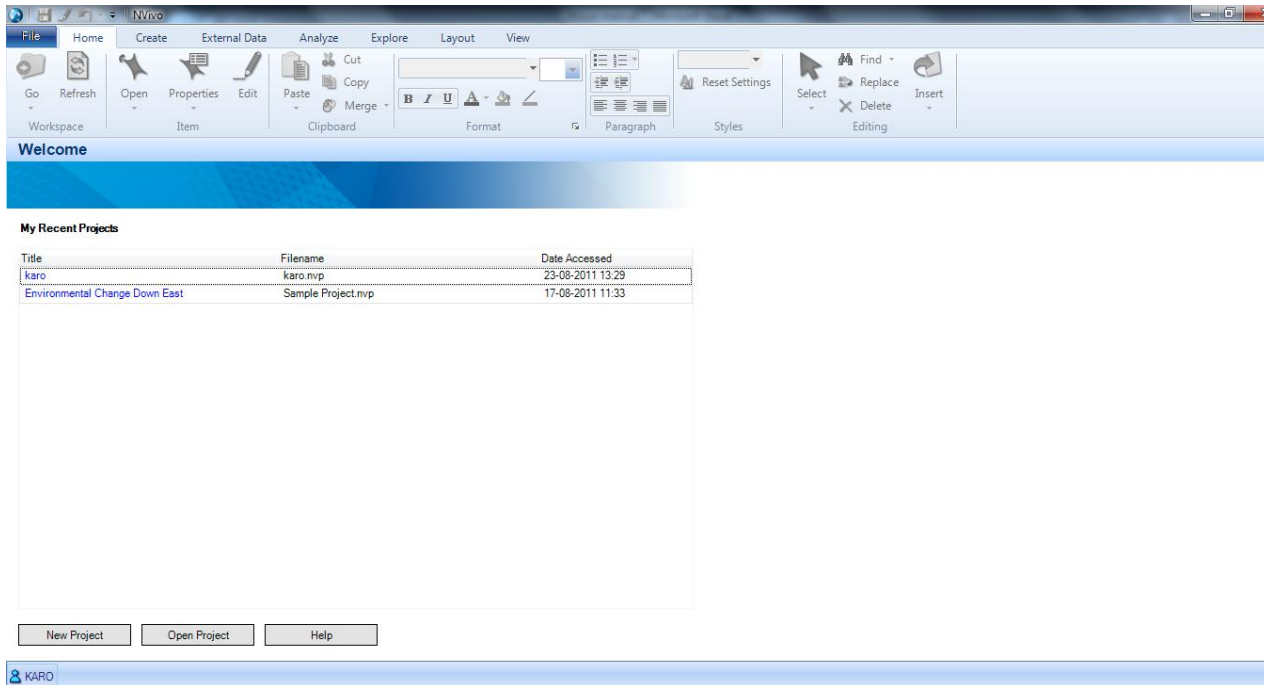 NVivo
File Home Create External Data Analyze Explore Layout View
Go Refresh Open Properties Edit Paste Cut Copy Merge B I U A Reset Settings Select Find Replace Delete Insert
Workspace Item Clipboard Format Paragraph Styles Editing
Welcome
My Recent Projects
Title Filename Date Accessed
karo karo.nvp 23-08-2011 13:29
Environmental Change Down East Sample Project.nvp 17-08-2011 11:33
New Project Open Project Help
KARO